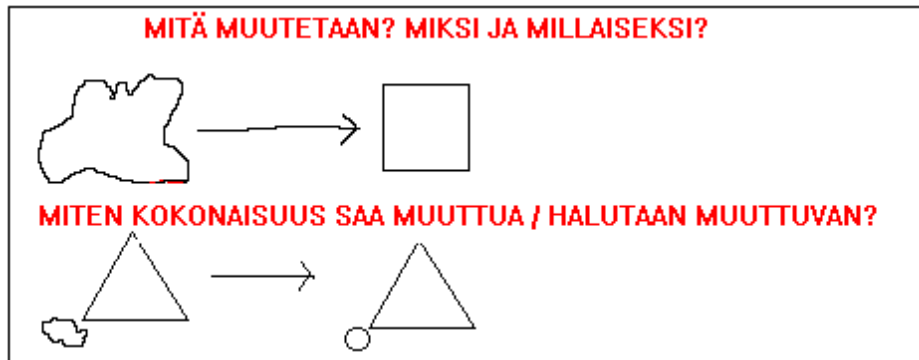 MITÄ MUUTETAAN? MIKSI JA MILLAISEKSI?
MITEN KOKONAISUUS SAA MUUTTUA / HALUTAAN MUUTTUVAN?